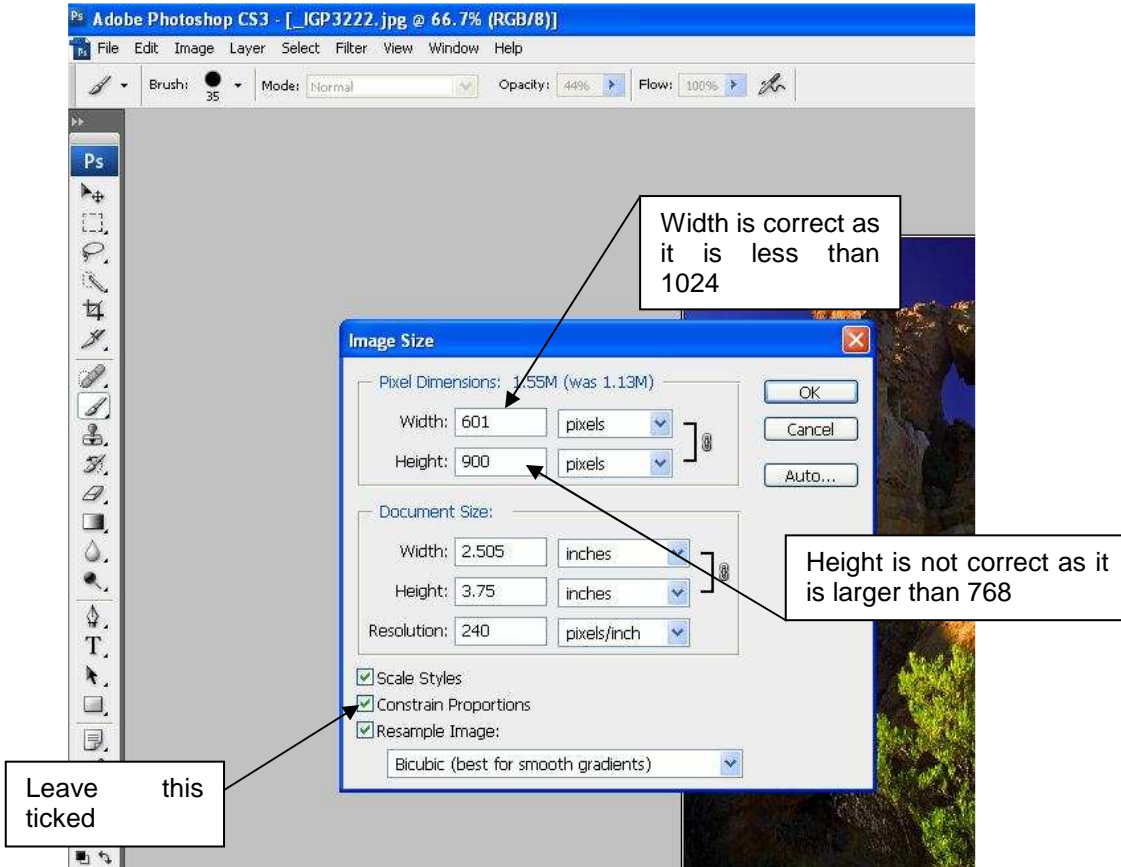 Adobe Photoshop CS3 - [_IGP3222.jpg @ 66.7% (RGB/8)]
File Edit Image Layer Select Filter View Window Help
Brush: 35 Mode: Normal Opacity: 44% Flow: 100%
Ps
Width is correct as
it is less than
1024
Image Size
Pixel Dimensions: 1.55M (was 1.13M)
Width: 601 pixels
Height: 900 pixels
OK
Cancel
Auto...
Document Size:
Width: 2.505 inches
Height: 3.75 inches
Resolution: 240 pixels/inch
Height is not correct as it
is larger than 768
Scale Styles
Constrain Proportions
Resample Image:
Bicubic (best for smooth gradients)
Leave this
ticked